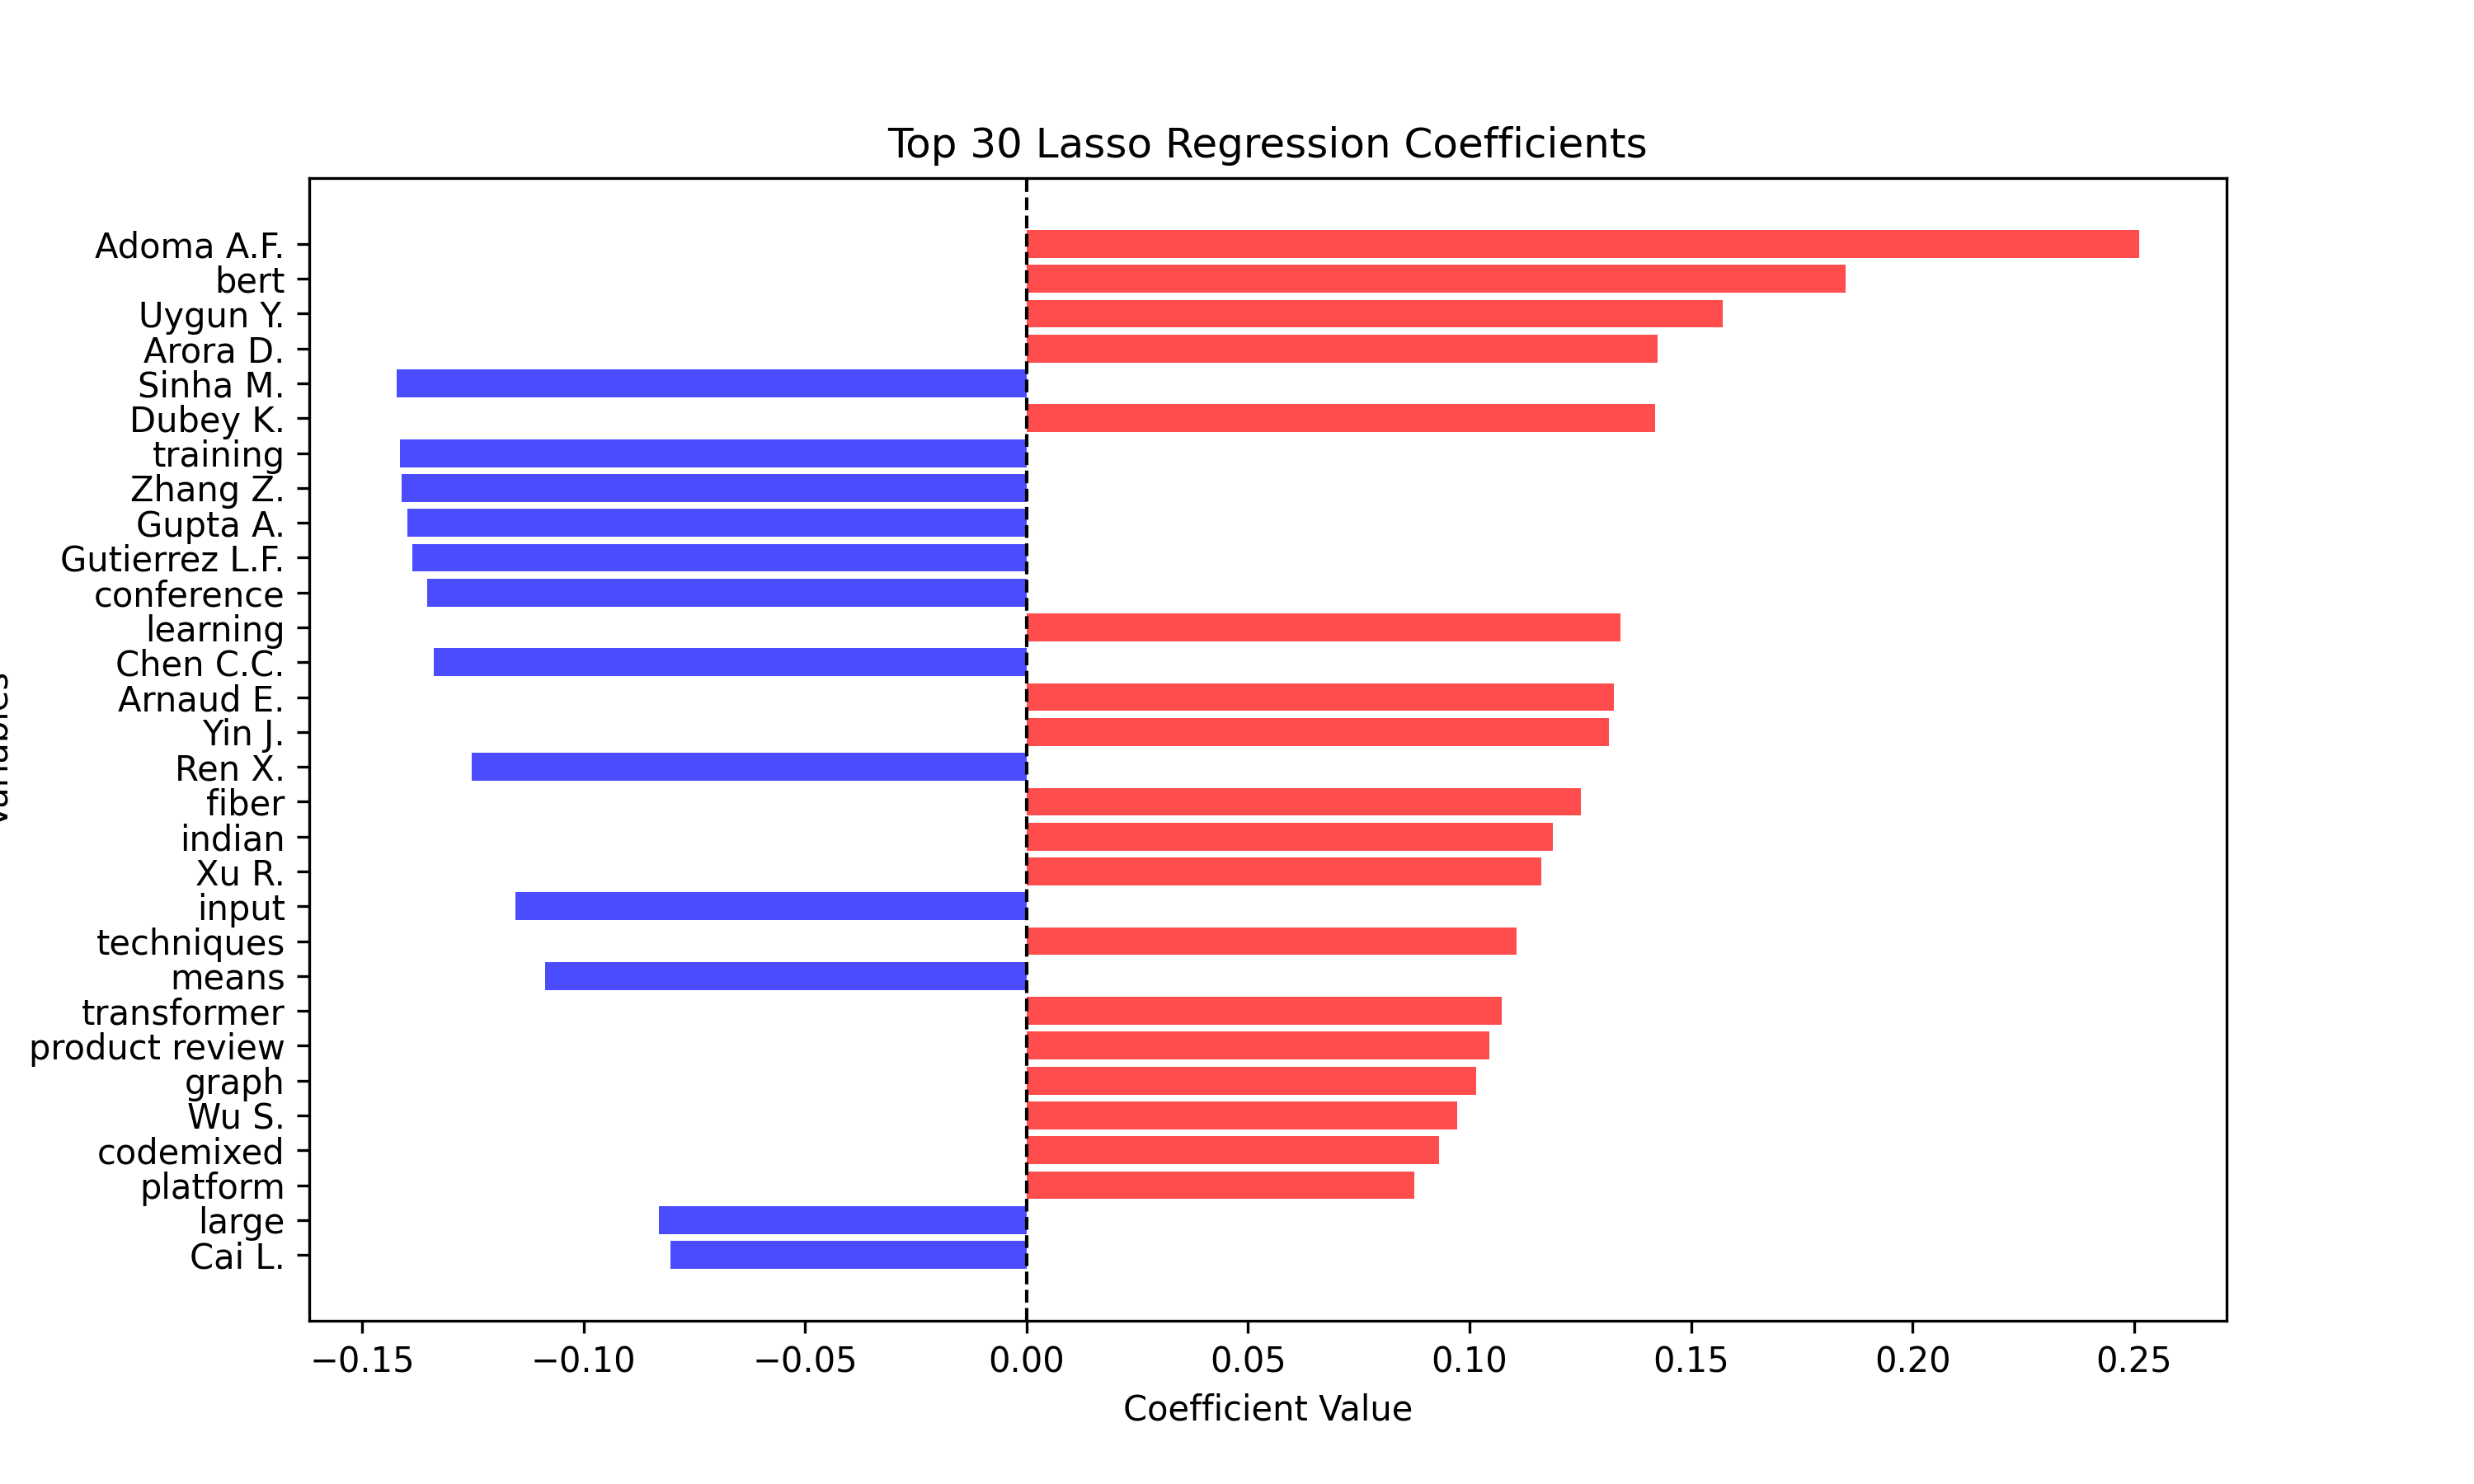 Top 30 Lasso Regression Coefficients
Adoma A.F.
bert
Uygun Y.
Arora D.
Sinha M.
Dubey K.
training
Zhang Z.
Gupta A.
Gutierrez L.F.
conference
learning
Chen C.C.
Arnaud E.
Yin J.
Ren X.
fiber
indian
Xu R.
input
techniques
means
transformer
product review
graph
Wu S.
codemixed
platform
large
Cai L.
−0.15 −0.10 −0.05 0.00 0.05 0.10 0.15 0.20 0.25
Coefficient Value